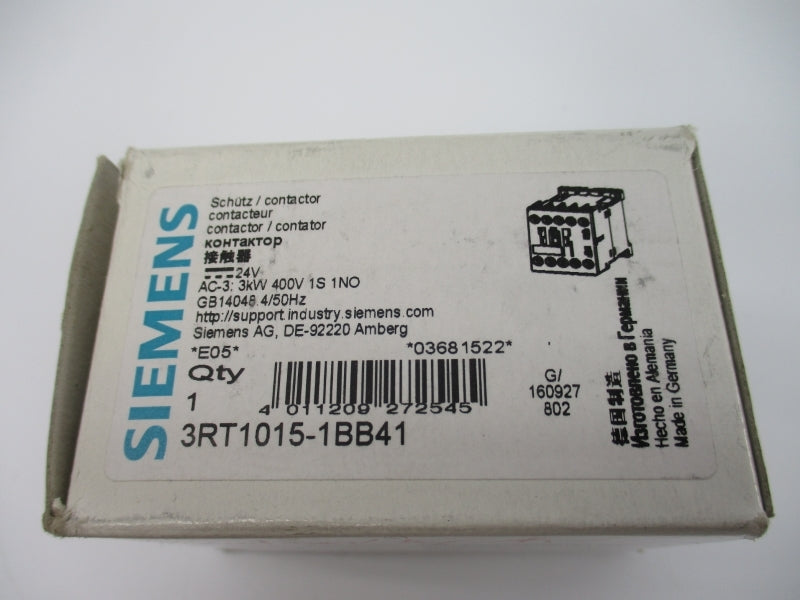 SIEMENS
Schütz / contactor
contacteur
contactor / contator
контактор
接触器
24V
AC-3: 3kW 400V 1S 1NO
GB14048.4/50Hz
http://support.industry.siemens.com
Siemens AG, DE-92220 Amberg
*E05* *03681522*
Qty
1
4 011209 272545
3RT1015-1BB41
G/
160927
802
德国制造
Изготовлено в Германии
Hecho en Alemania
Made in Germany